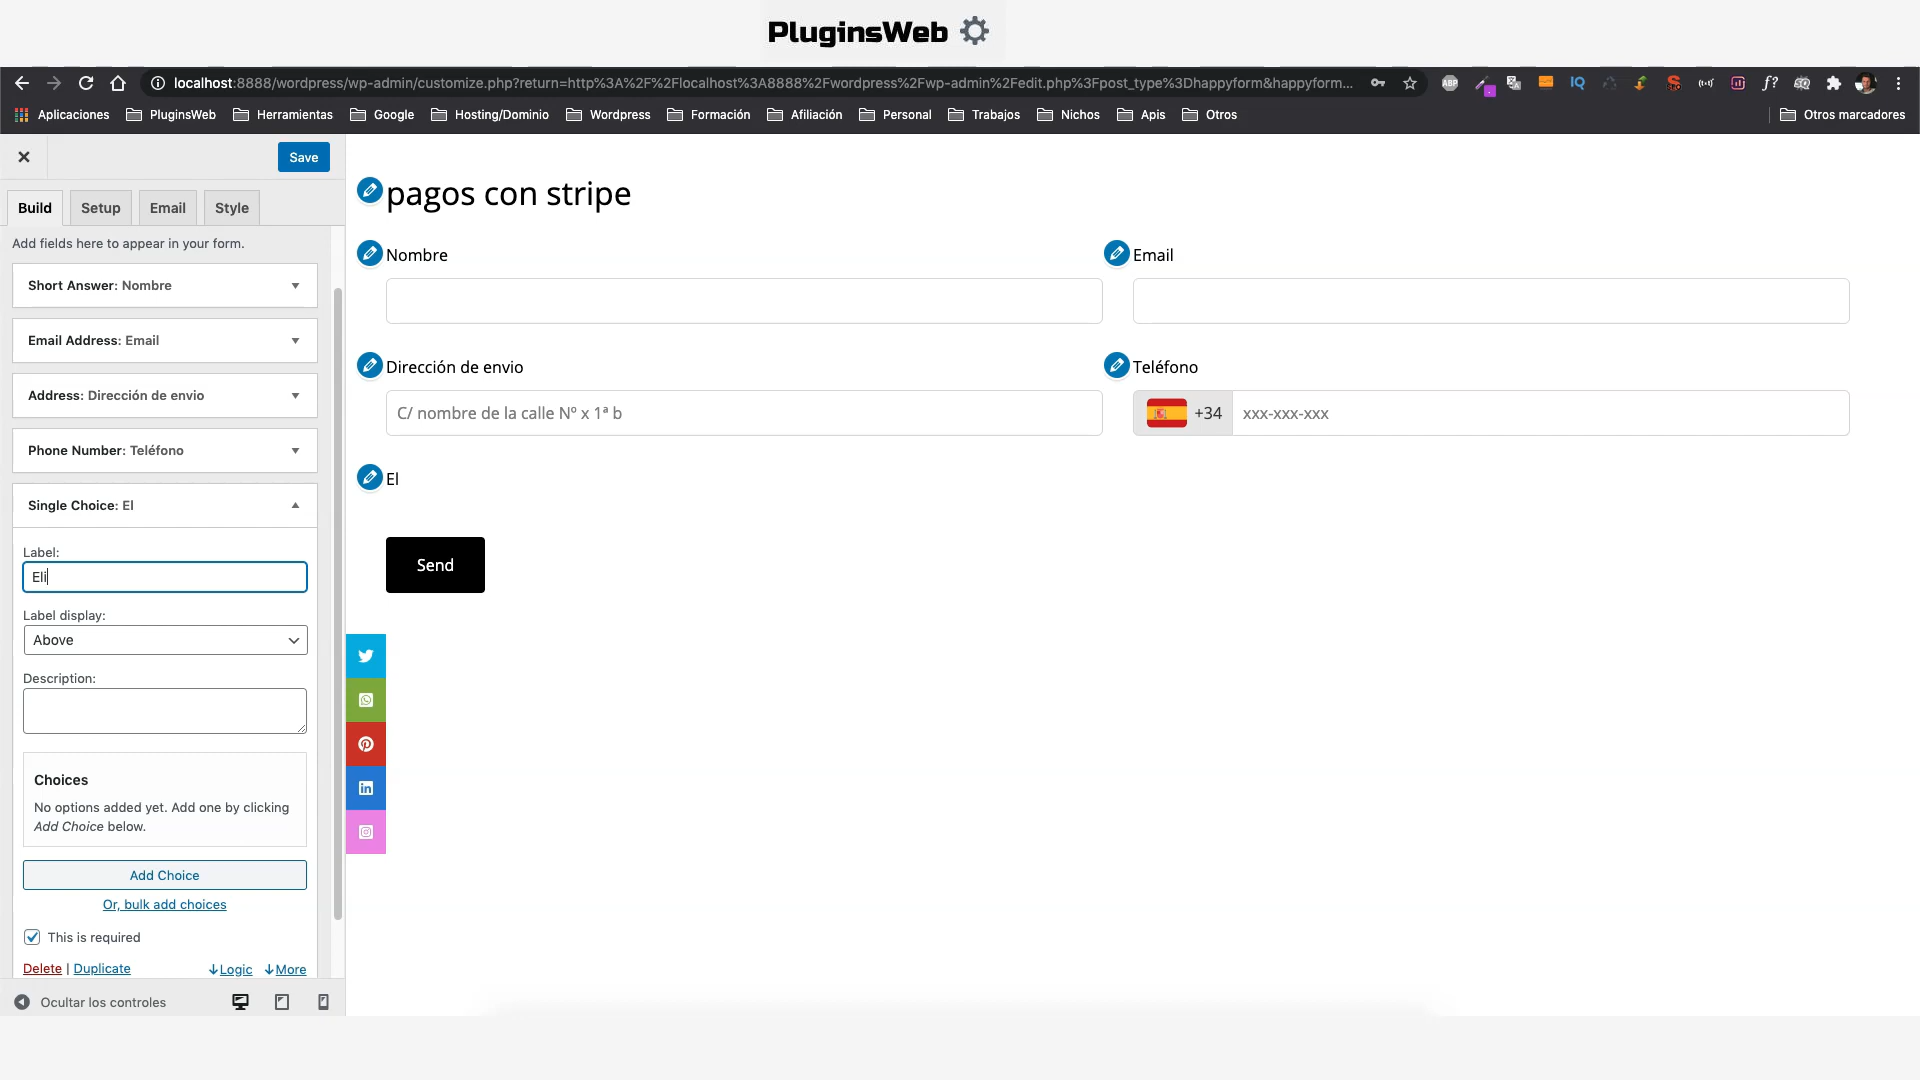 PluginsWeb
localhost:8888/wordpress/wp-admin/customize.php?return=http%3A%2F%2Flocalhost%3A8888%2Fwordpress%2Fwp-admin%2Fedit.php%3Fpost_type%3Dhappyform&happyform...
ABP
IQ
f?
Aplicaciones PluginsWeb Herramientas Google Hosting/Dominio Wordpress Formación Afiliación Personal Trabajos Nichos Apis Otros Otros marcadores
Save
Build Setup Email Style
Add fields here to appear in your form.
Short Answer: Nombre
Email Address: Email
Address: Dirección de envio
Phone Number: Teléfono
Single Choice: El
Label:
Eli
Label display:
Above
Description:
Choices
No options added yet. Add one by clicking
Add Choice below.
Add Choice
Or, bulk add choices
This is required
Delete | Duplicate Logic More
Ocultar los controles
pagos con stripe
Nombre Email
Dirección de envio Teléfono
C/ nombre de la calle Nº x 1ª b +34 xxx-xxx-xxx
El
Send